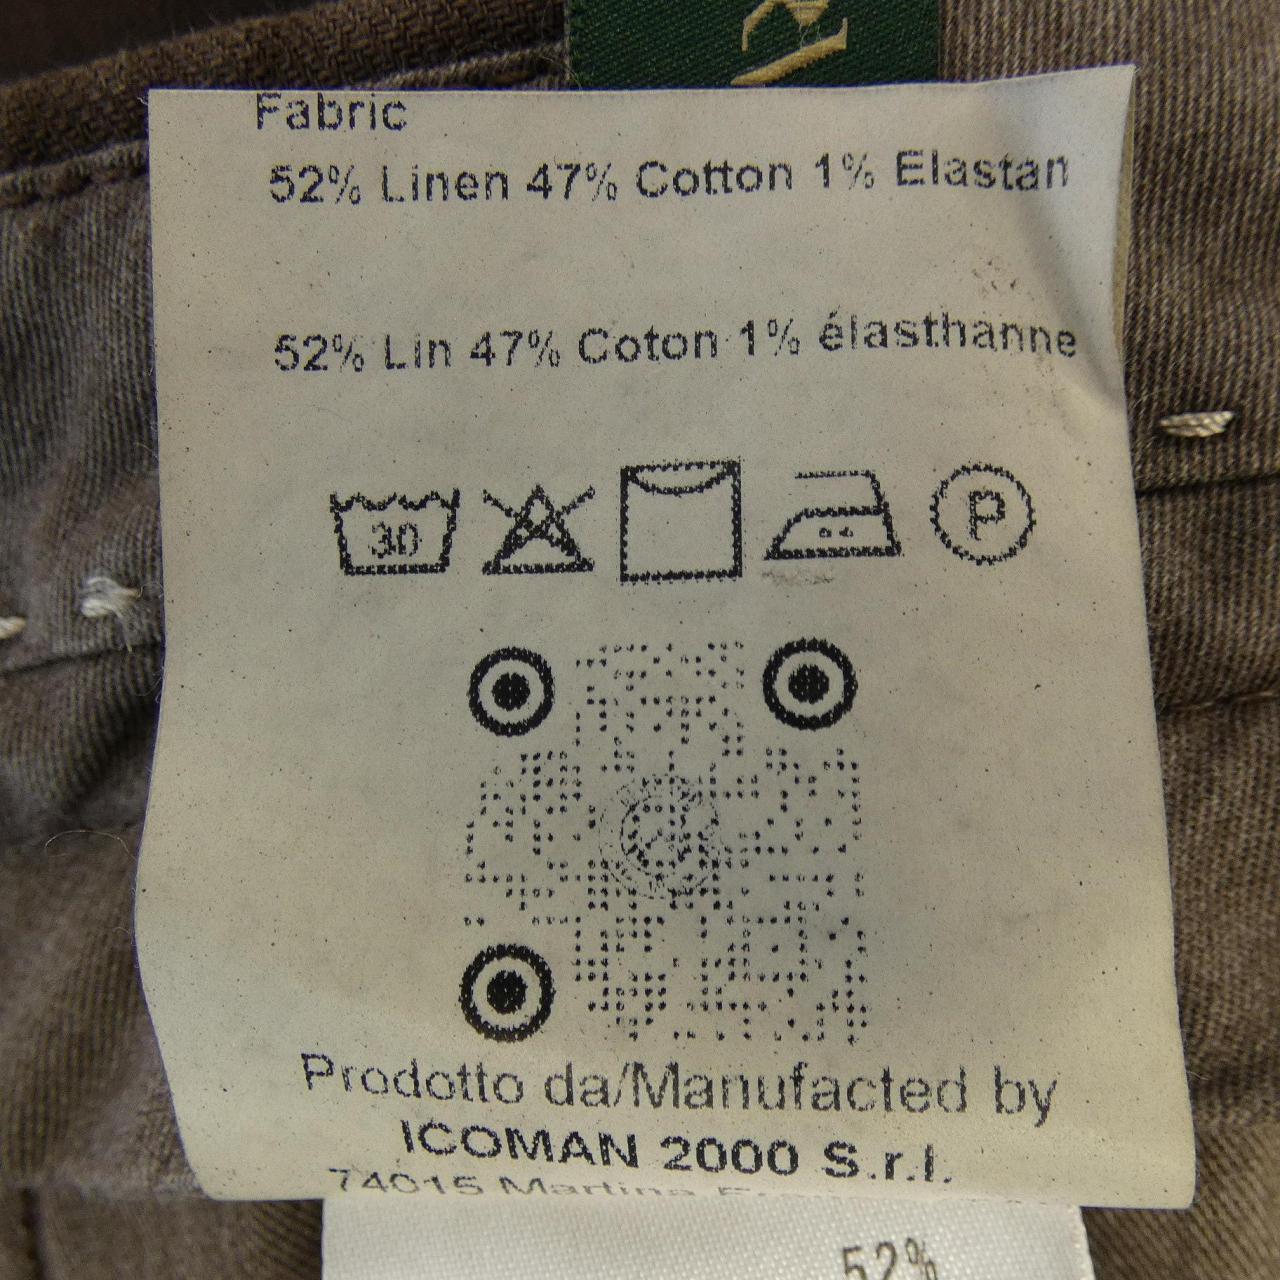 Fabric
52% Linen 47% Cotton 1% Elastan
52% Lin 47% Coton 1% élasthanne
30
P
Prodotto da/Manufacted by
ICOMAN 2000 S.r.l.
74015 Martina
52%